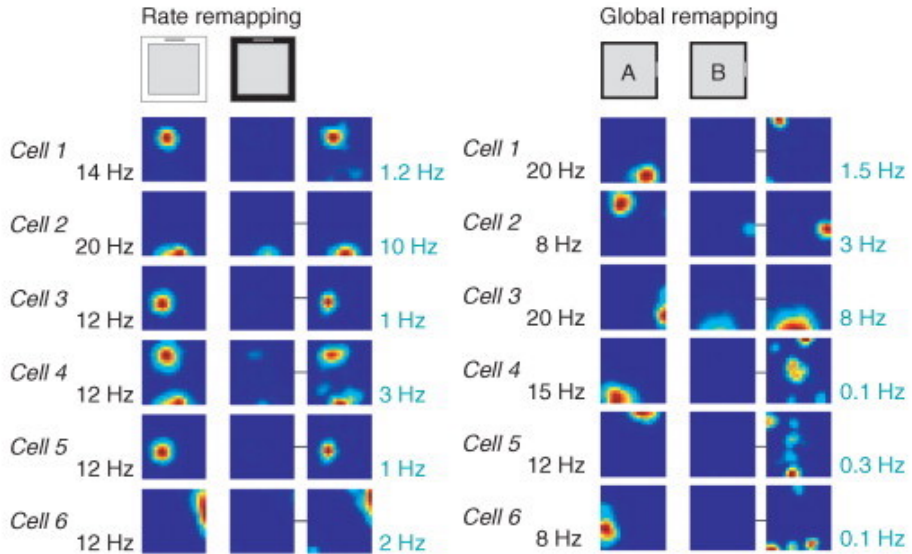 Rate remapping
Global remapping
A B
Cell 1
14 Hz
1.2 Hz
Cell 2
20 Hz
10 Hz
Cell 3
12 Hz
1 Hz
Cell 4
12 Hz
3 Hz
Cell 5
12 Hz
1 Hz
Cell 6
12 Hz
2 Hz
Cell 1
20 Hz
1.5 Hz
Cell 2
8 Hz
3 Hz
Cell 3
20 Hz
8 Hz
Cell 4
15 Hz
0.1 Hz
Cell 5
12 Hz
0.3 Hz
Cell 6
8 Hz
0.1 Hz